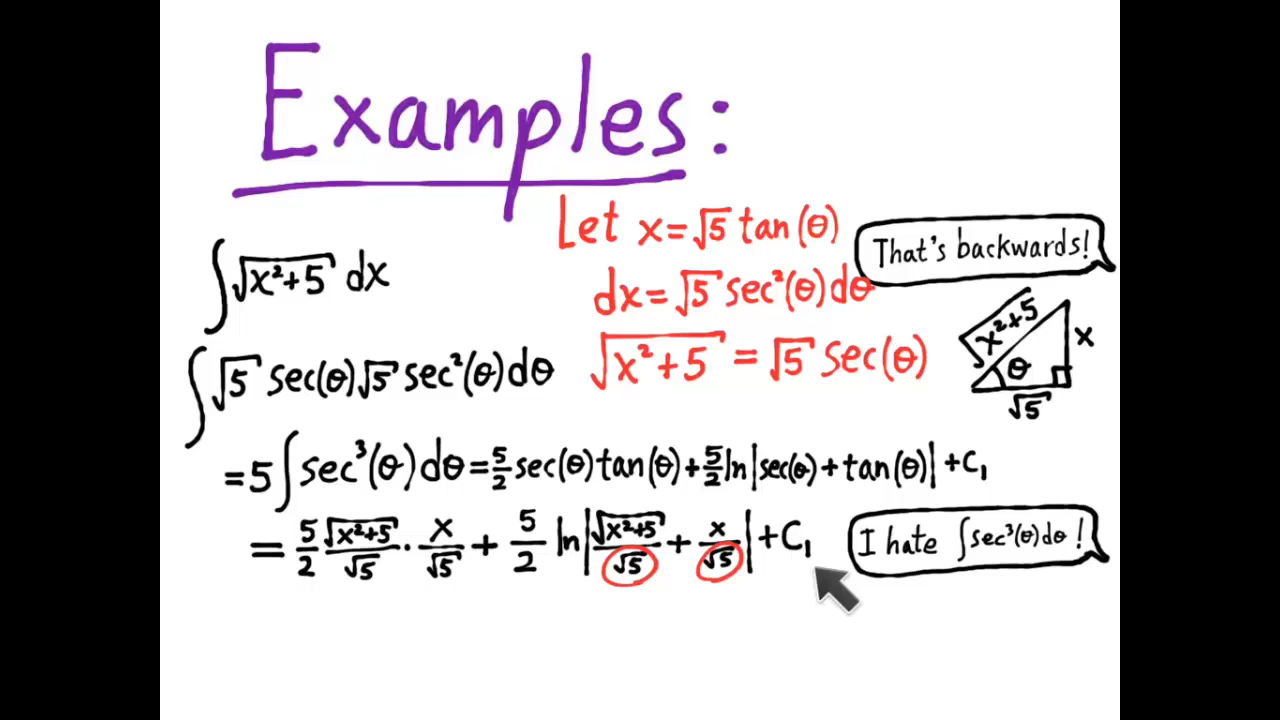 Examples:
Let x=√5 tan(θ)
That's backwards!
∫√x²+5 dx
dx=√5 sec²(θ)dθ
√x²+5 = √5 sec(θ)
√x²+5
x
θ
√5
∫√5 sec(θ)√5 sec²(θ)dθ
=5∫sec³(θ)dθ=5/2 sec(θ)tan(θ)+5/2 ln|sec(θ)+tan(θ)|+C₁
= 5/2 √x²+5/√5 · x/√5 + 5/2 ln|√x²+5/√5 + x/√5|+C₁
I hate ∫sec³(θ)dθ!